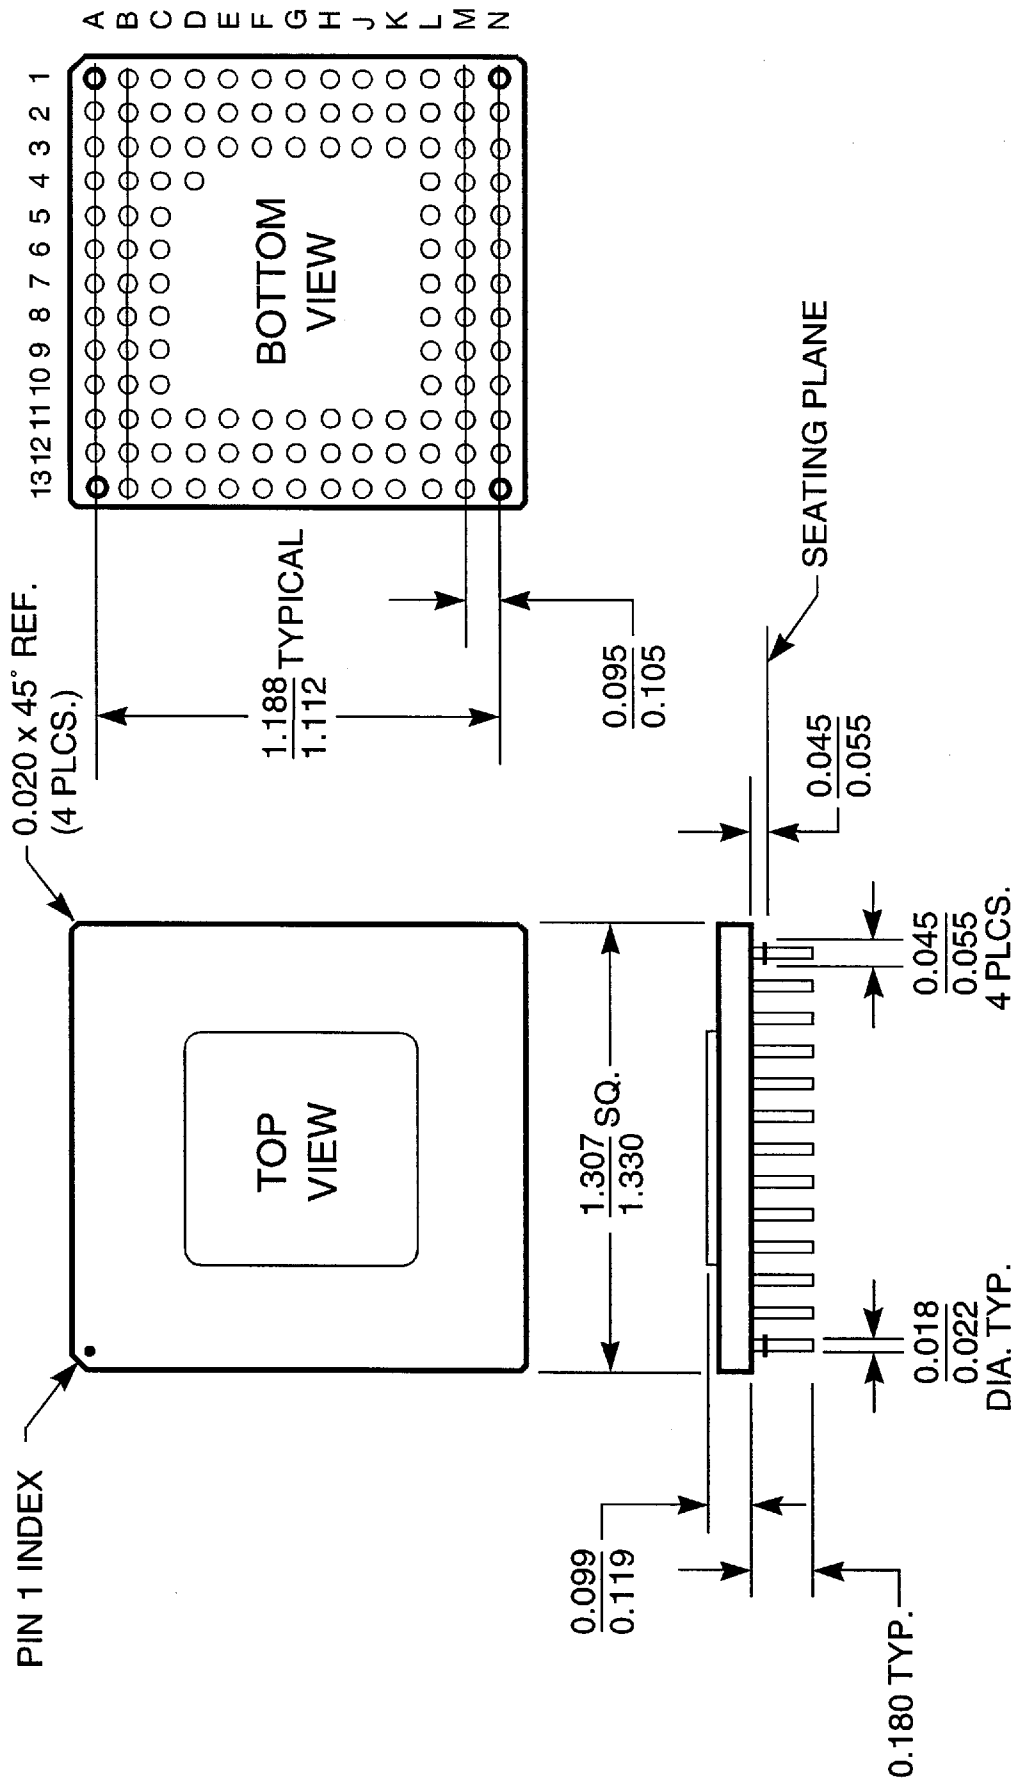 PIN 1 INDEX
0.020 x 45° REF.
(4 PLCS.)
TOP
VIEW
13 12 11 10 9 8 7 6 5 4 3 2 1
A
B
C
D
E
F
G
H
J
K
L
M
N
BOTTOM
VIEW
1.188 TYPICAL
1.112
0.095
0.105
1.307 SQ.
1.330
0.099
0.119
0.180 TYP.
0.018
0.022
DIA. TYP.
0.045
0.055
4 PLCS.
0.045
0.055
SEATING PLANE